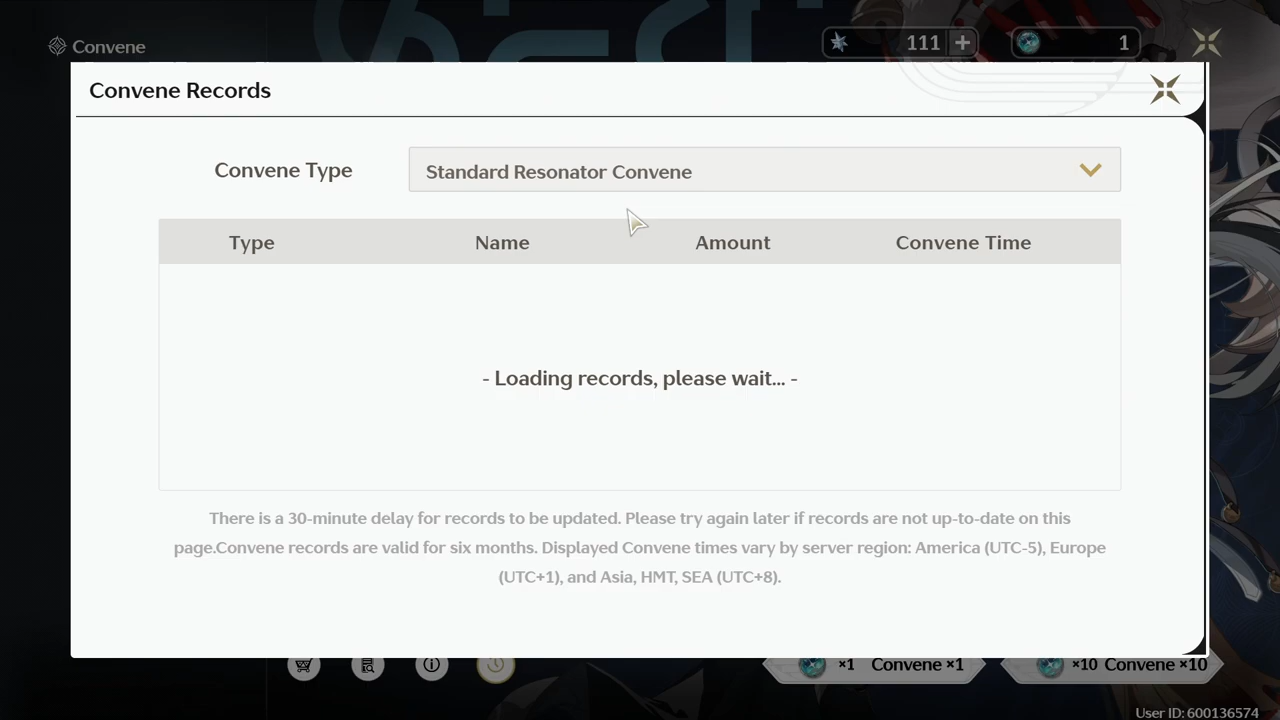 Convene
111
1
Convene Records
Convene Type
Standard Resonator Convene
Type Name Amount Convene Time
- Loading records, please wait... -
There is a 30-minute delay for records to be updated. Please try again later if records are not up-to-date on this
page.Convene records are valid for six months. Displayed Convene times vary by server region: America (UTC-5), Europe
(UTC+1), and Asia, HMT, SEA (UTC+8).
×1 Convene ×1
×10 Convene ×10
User ID: 600136574